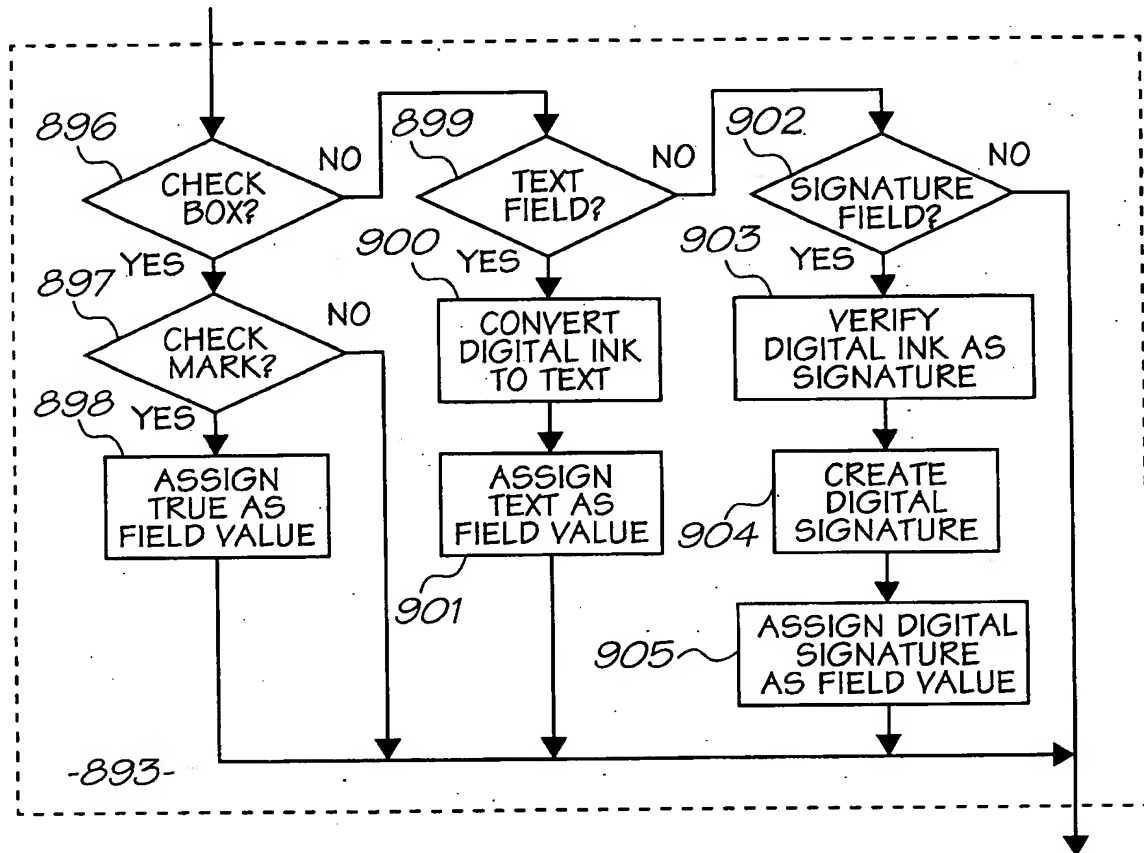 896
CHECK
BOX?
NO
YES
897
CHECK
MARK?
NO
YES
898
ASSIGN
TRUE AS
FIELD VALUE
899
TEXT
FIELD?
NO
YES
900
CONVERT
DIGITAL INK
TO TEXT
ASSIGN
TEXT AS
FIELD VALUE
901
902
SIGNATURE
FIELD?
NO
YES
903
VERIFY
DIGITAL INK AS
SIGNATURE
CREATE
DIGITAL
SIGNATURE
904
ASSIGN DIGITAL
SIGNATURE
AS FIELD VALUE
905
-893-